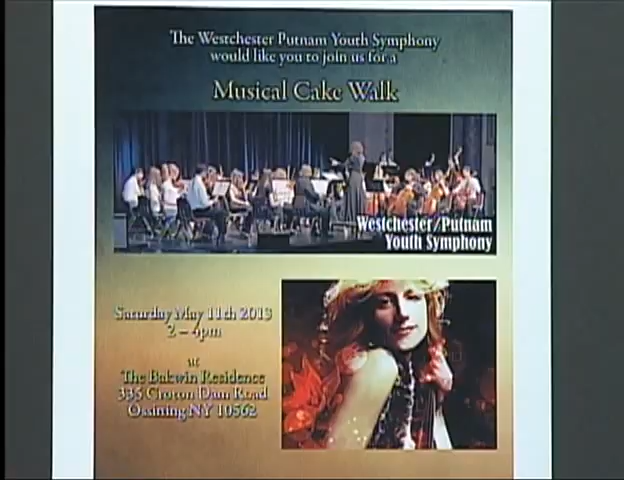 The Westchester Putnam Youth Symphony
would like you to join us for a
Musical Cake Walk
Westchester/Putnam
Youth Symphony
Saturday May 11th 2013
2 - 4pm
at
The Bakwin Residence
335 Croton Dam Road
Ossining NY 10562